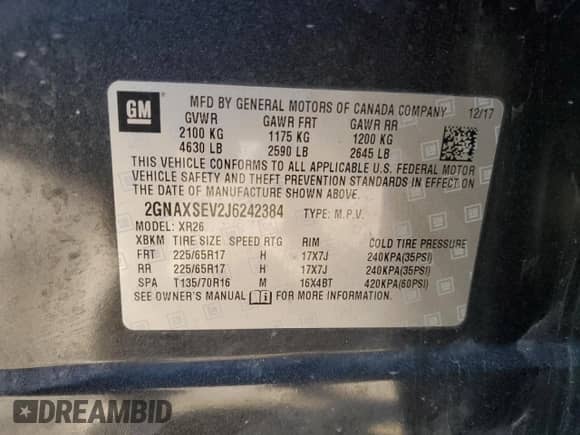 GM
MFD BY GENERAL MOTORS OF CANADA COMPANY 12/17
GVWR GAWR FRT GAWR RR
2100 KG 1175 KG 1200 KG
4630 LB 2590 LB 2645 LB
THIS VEHICLE CONFORMS TO ALL APPLICABLE U.S. FEDERAL MOTOR
VEHICLE SAFETY AND THEFT PREVENTION STANDARDS IN EFFECT ON
THE DATE OF MANUFACTURE SHOWN ABOVE.
2GNAXSEV2J6242384 TYPE: M.P.V.
MODEL: XR26
XBKM TIRE SIZE SPEED RTG RIM COLD TIRE PRESSURE
FRT 225/65R17 H 17X7J 240KPA(35PSI)
RR 225/65R17 H 17X7J 240KPA(35PSI)
SPA T135/70R16 M 16X4BT 420KPA(60PSI)
SEE OWNER'S MANUAL i FOR MORE INFORMATION.
DREAMBID